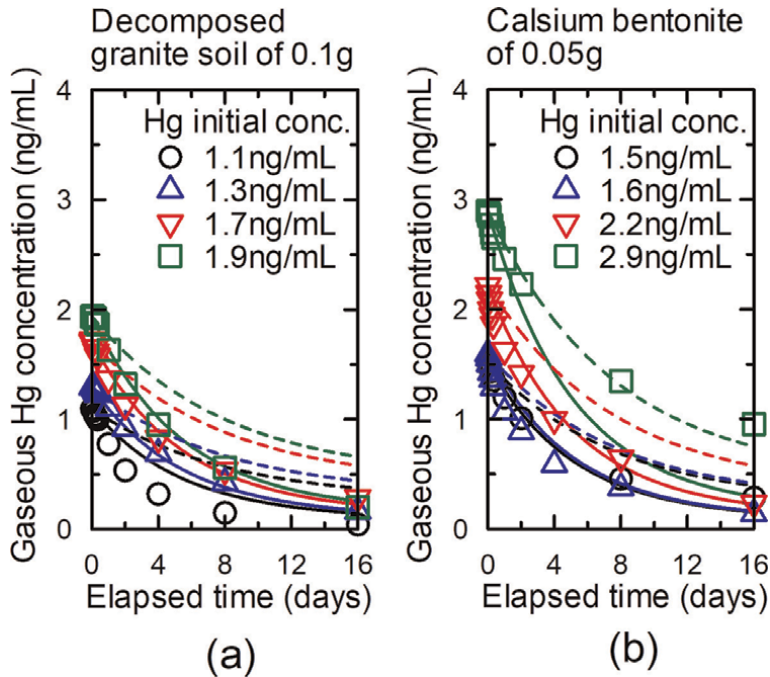 Decomposed
granite soil of 0.1g
Gaseous Hg concentration (ng/mL)
4
3
2
1
0
Hg initial conc.
1.1ng/mL
1.3ng/mL
1.7ng/mL
1.9ng/mL
0 4 8 12 16
Elapsed time (days)
(a)
Calsium bentonite
of 0.05g
Gaseous Hg concentration (ng/mL)
4
3
2
1
0
Hg initial conc.
1.5ng/mL
1.6ng/mL
2.2ng/mL
2.9ng/mL
0 4 8 12 16
Elapsed time (days)
(b)